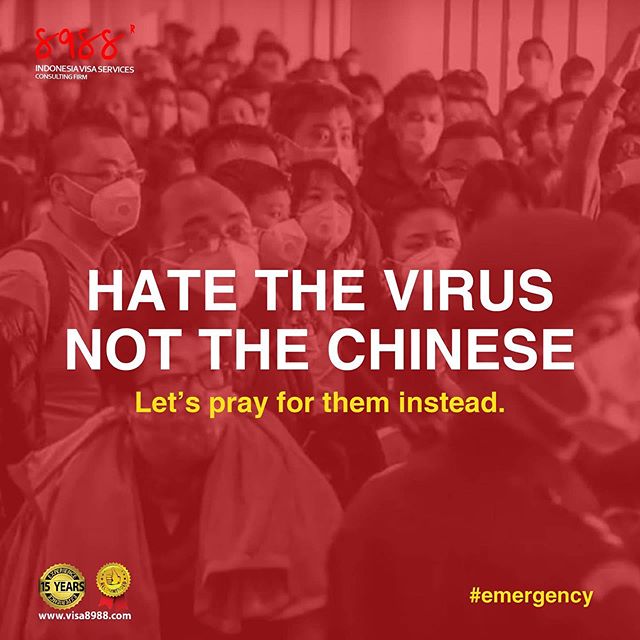 8988 R
INDONESIA VISA SERVICES
CONSULTING FIRM
HATE THE VIRUS
NOT THE CHINESE
Let's pray for them instead.
EXPERIENCE
15 YEARS
www.visa8988.com
#emergency